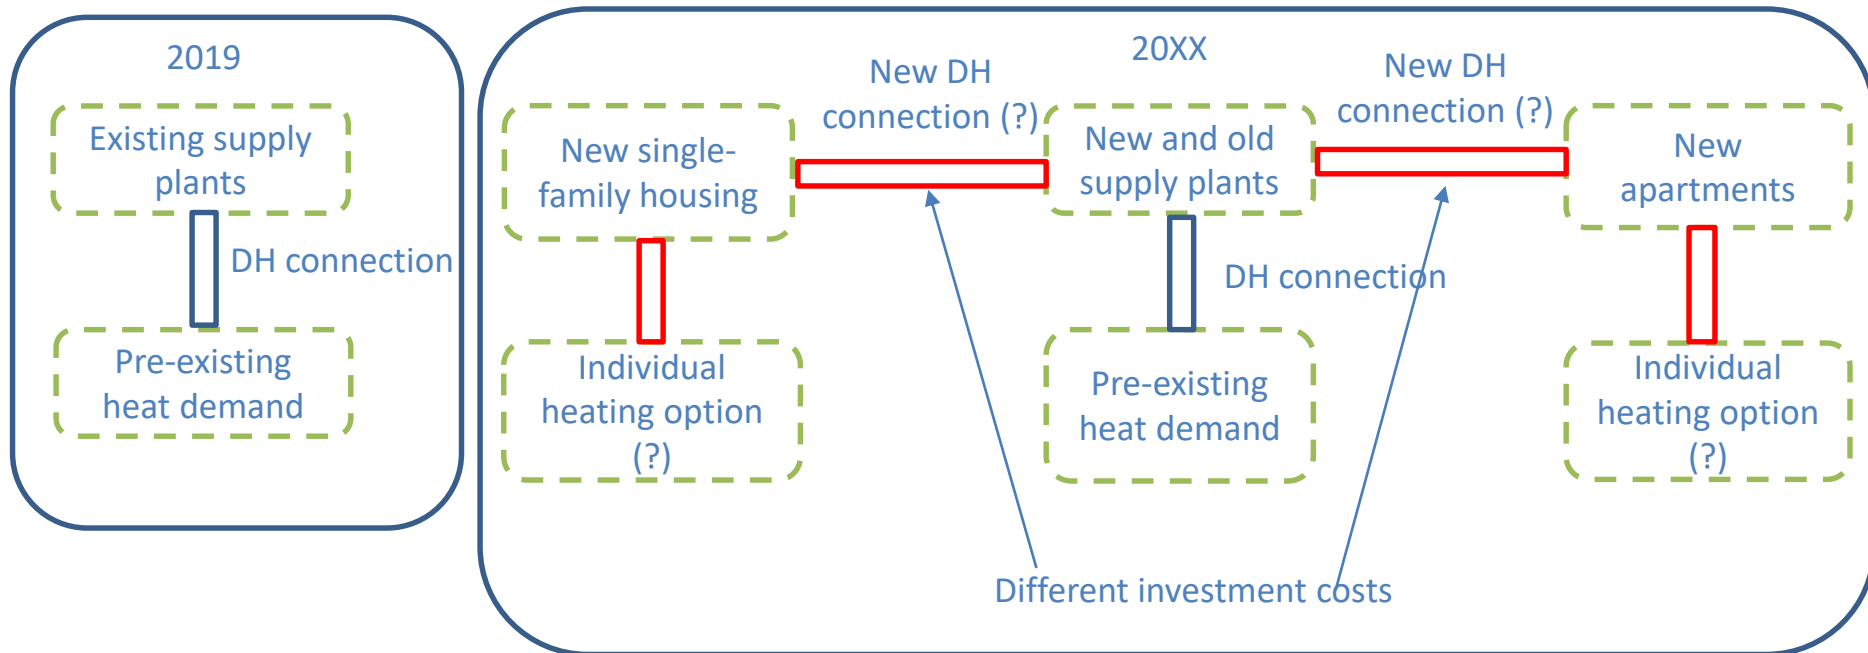 2019
Existing supply
plants
DH connection
Pre-existing
heat demand
20XX
New DH
connection (?)
New DH
connection (?)
New single-
family housing
New and old
supply plants
New
apartments
DH connection
Individual
heating option
(?)
Pre-existing
heat demand
Individual
heating option
(?)
Different investment costs